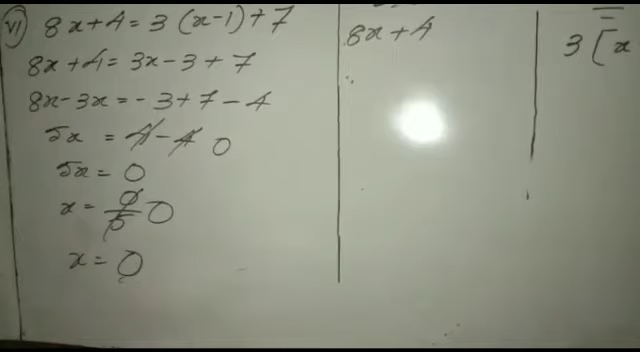 VI) 8x+4=3(x-1)+7
8x+4=3x-3+7
8x-3x=-3+7-4
5x = 4-4 0
5x=0
x=0/5 0
x=0
8x+4
3[x